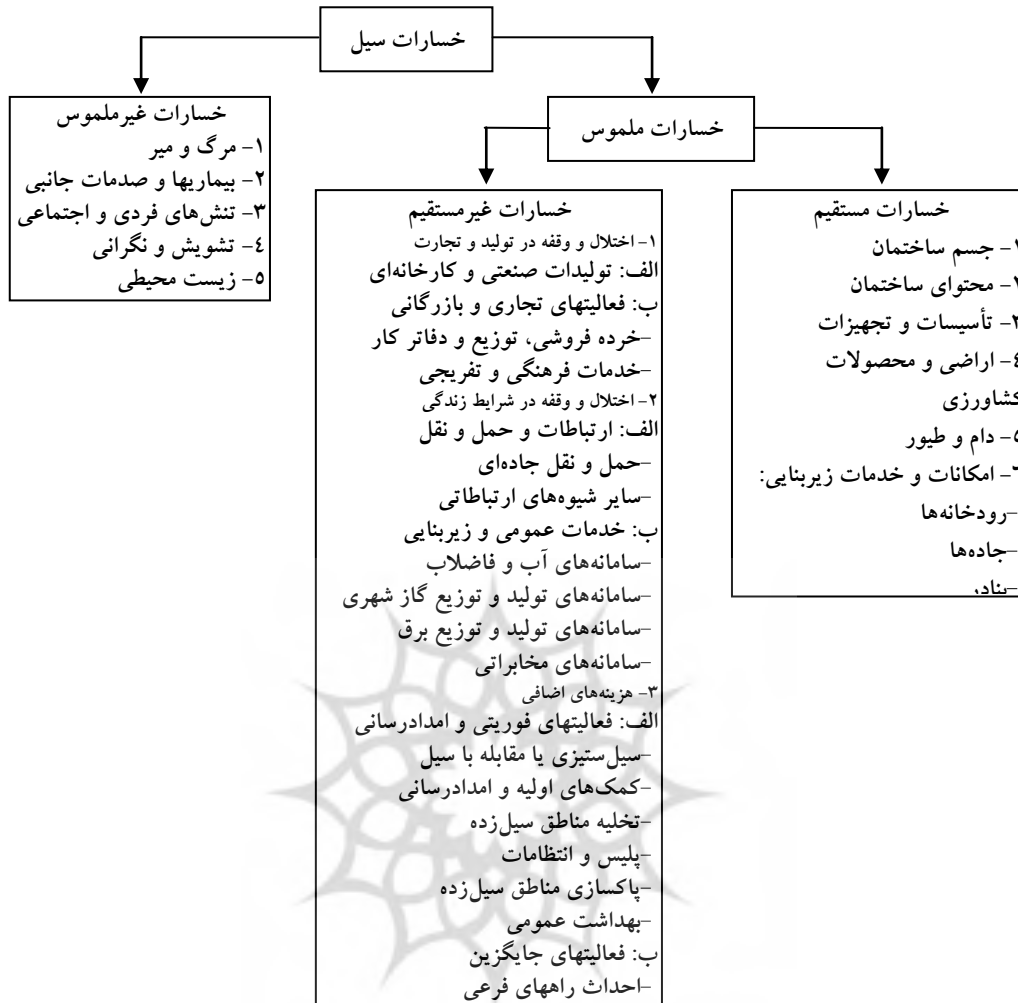 خسارات سیل
خسارات ملموس
خسارات مستقیم
۱- جسم ساختمان
۲- محتوای ساختمان
۳- تأسیسات و تجهیزات
٤- اراضی و محصولات
کشاورزی
٥- دام و طیور
٦- امکانات و خدمات زیربنایی:
-رودخانه‌ها
-جاده‌ها
-بنادر
خسارات غیرمستقیم
۱- اختلال و وقفه در تولید و تجارت
الف: تولیدات صنعتی و کارخانه‌ای
ب: فعالیتهای تجاری و بازرگانی
-خرده فروشی، توزیع و دفاتر کار
-خدمات فرهنگی و تفریحی
۲- اختلال و وقفه در شرایط زندگی
الف: ارتباطات و حمل و نقل
-حمل و نقل جاده‌ای
-سایر شیوه‌های ارتباطاتی
ب: خدمات عمومی و زیربنایی
-سامانه‌های آب و فاضلاب
-سامانه‌های تولید و توزیع گاز شهری
-سامانه‌های تولید و توزیع برق
-سامانه‌های مخابراتی
۳- هزینه‌های اضافی
الف: فعالیتهای فوریتی و امدادرسانی
-سیل‌ستیزی یا مقابله با سیل
-کمک‌های اولیه و امدادرسانی
-تخلیه مناطق سیل‌زده
-پلیس و انتظامات
-پاکسازی مناطق سیل‌زده
-بهداشت عمومی
ب: فعالیتهای جایگزین
-احداث راههای فرعی
خسارات غیرملموس
۱- مرگ و میر
۲- بیماریها و صدمات جانبی
۳- تنش‌های فردی و اجتماعی
٤- تشویش و نگرانی
٥- زیست محیطی